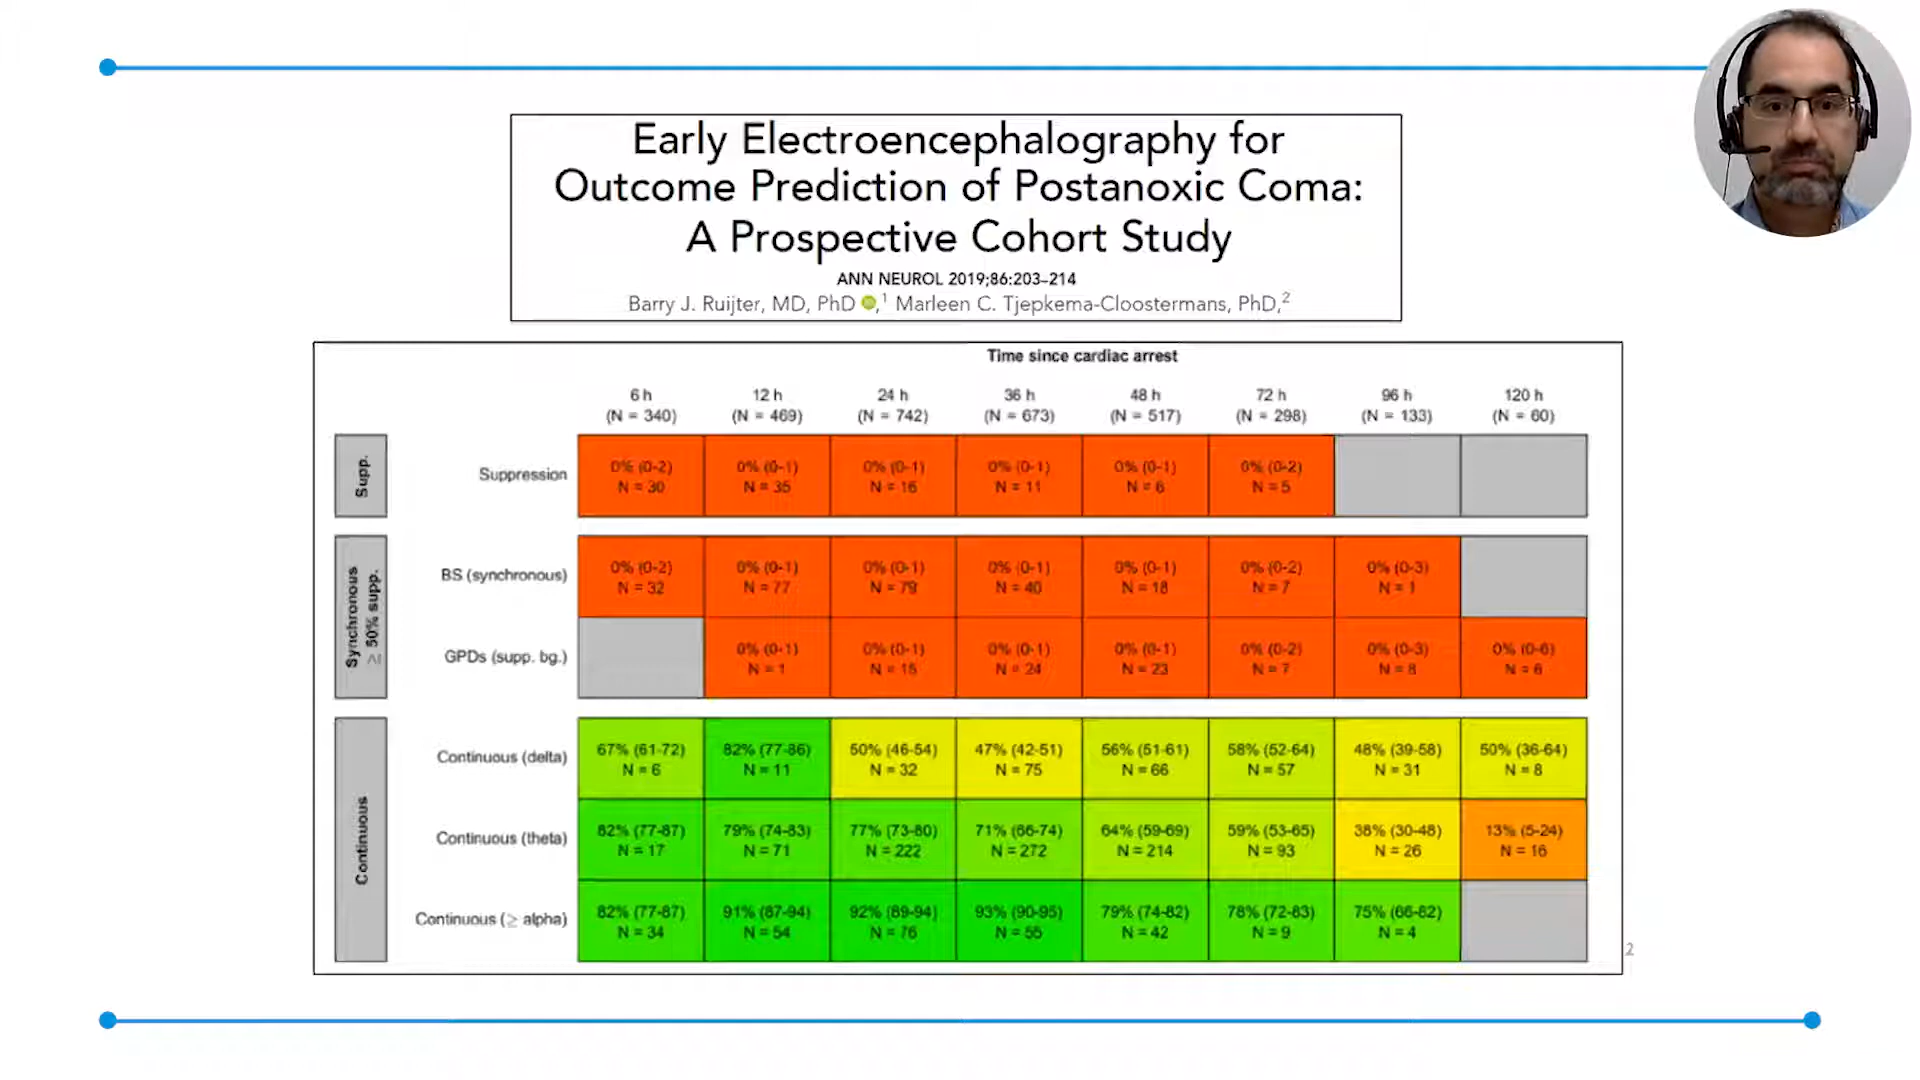 Early Electroencephalography for
Outcome Prediction of Postanoxic Coma:
A Prospective Cohort Study
ANN NEUROL 2019;86:203–214
Barry J. Ruijter, MD, PhD ,1 Marleen C. Tjepkema-Cloostermans, PhD,2
Time since cardiac arrest
6 h 12 h 24 h 36 h 48 h 72 h 96 h 120 h
(N = 340) (N = 469) (N = 742) (N = 673) (N = 517) (N = 298) (N = 133) (N = 60)
Supp.
Suppression
0% (0-2) 0% (0-1) 0% (0-1) 0% (0-1) 0% (0-1) 0% (0-2)
N = 30 N = 35 N = 16 N = 11 N = 6 N = 5
Synchronous
≥ 50% supp.
BS (synchronous)
0% (0-2) 0% (0-1) 0% (0-1) 0% (0-1) 0% (0-1) 0% (0-2) 0% (0-3)
N = 32 N = 77 N = 79 N = 40 N = 18 N = 7 N = 1
GPDs (supp. bg.)
0% (0-1) 0% (0-1) 0% (0-1) 0% (0-1) 0% (0-2) 0% (0-3) 0% (0-6)
N = 1 N = 15 N = 24 N = 23 N = 7 N = 8 N = 6
Continuous
Continuous (delta)
67% (61-72) 82% (77-86) 50% (46-54) 47% (42-51) 56% (51-61) 58% (52-64) 48% (39-58) 50% (36-64)
N = 6 N = 11 N = 32 N = 75 N = 66 N = 57 N = 31 N = 8
Continuous (theta)
82% (77-87) 79% (74-83) 77% (73-80) 71% (66-74) 64% (59-69) 59% (53-65) 38% (30-48) 13% (5-24)
N = 17 N = 71 N = 222 N = 272 N = 214 N = 93 N = 26 N = 16
Continuous (≥ alpha)
82% (77-87) 91% (87-94) 92% (89-94) 93% (90-95) 79% (74-82) 78% (72-83) 75% (66-82)
N = 34 N = 54 N = 76 N = 55 N = 42 N = 9 N = 4
2